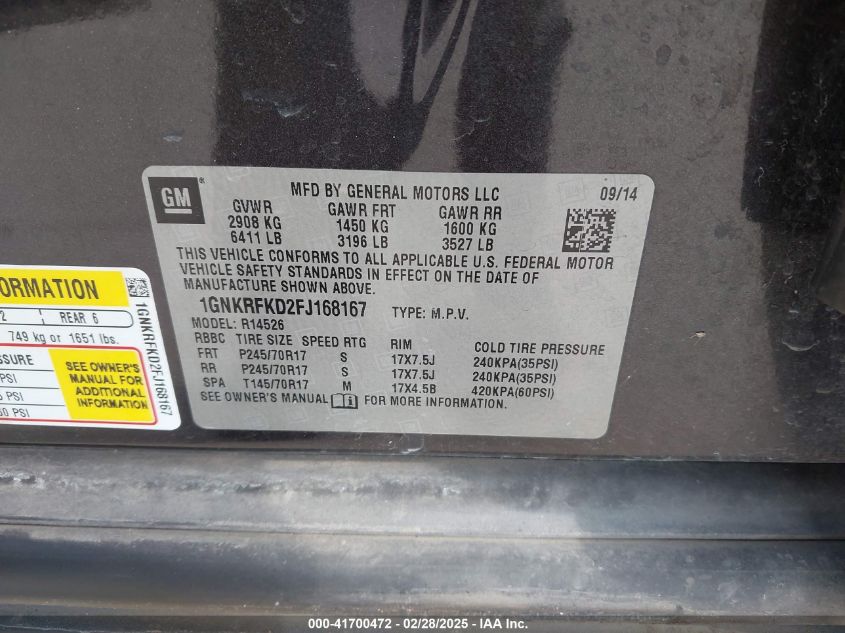 GM
MFD BY GENERAL MOTORS LLC 09/14
GVWR GAWR FRT GAWR RR
2908 KG 1450 KG 1600 KG
6411 LB 3196 LB 3527 LB
THIS VEHICLE CONFORMS TO ALL APPLICABLE U.S. FEDERAL MOTOR
VEHICLE SAFETY STANDARDS IN EFFECT ON THE DATE OF
MANUFACTURE SHOWN ABOVE.
1GNKRFKD2FJ168167 TYPE: M.P.V.
MODEL: R14526
RBBC TIRE SIZE SPEED RTG RIM COLD TIRE PRESSURE
FRT P245/70R17 S 17X7.5J 240KPA(35PSI)
RR P245/70R17 S 17X7.5J 240KPA(35PSI)
SPA T145/70R17 M 17X4.5B 420KPA(60PSI)
SEE OWNER'S MANUAL FOR MORE INFORMATION.
ORMATION
2 REAR 6
749 kg or 1651 lbs.
SSURE
PSI
PSI
50 PSI
SEE OWNER'S
MANUAL FOR
ADDITIONAL
INFORMATION
1GNKRFKD2FJ168167
000-41700472 - 02/28/2025 - IAA Inc.